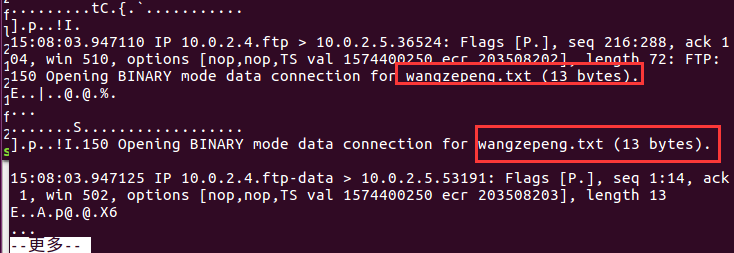 .........tC.{.`...........
].p..!I.
15:08:03.947110 IP 10.0.2.4.ftp > 10.0.2.5.36524: Flags [P.], seq 216:288, ack 1
04, win 510, options [nop,nop,TS val 1574400250 ecr 203508202], length 72: FTP:
150 Opening BINARY mode data connection for wangzepeng.txt (13 bytes).
E..|..@.@.%.
...
.......S..................
].p..!I.150 Opening BINARY mode data connection for wangzepeng.txt (13 bytes).
15:08:03.947125 IP 10.0.2.4.ftp-data > 10.0.2.5.53191: Flags [P.], seq 1:14, ack
1, win 502, options [nop,nop,TS val 1574400250 ecr 203508203], length 13
E..A.p@.@.X6
...
--更多--